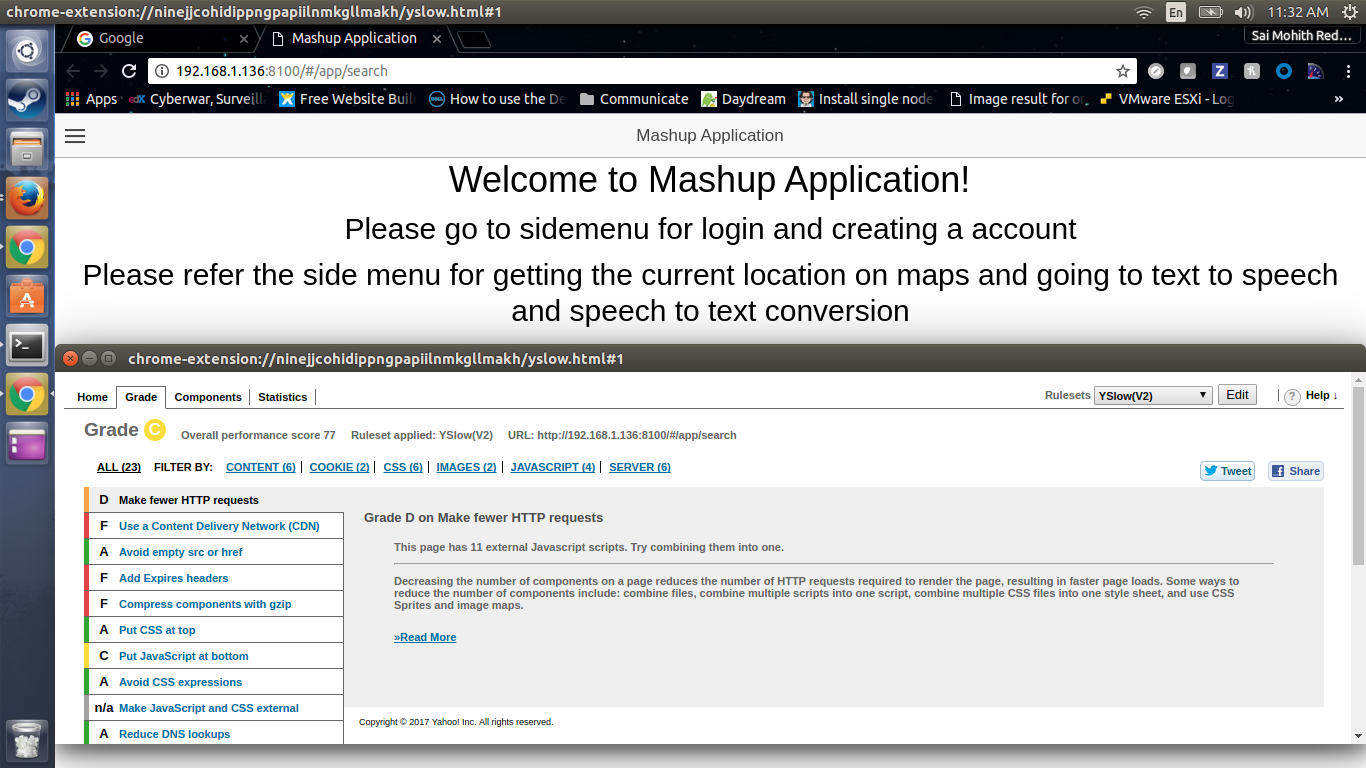 chrome-extension://ninejjcohidippngpapiilnmkgllmakh/yslow.html#1 En 11:32 AM
Google Mashup Application Sai Mohith Red...
192.168.1.136:8100/#/app/search
Apps edX Cyberwar, Surveill Free Website Buil How to use the De Communicate Daydream Install single node Image result for or VMware ESXi - Log »
Mashup Application
Welcome to Mashup Application!
Please go to sidemenu for login and creating a account
Please refer the side menu for getting the current location on maps and going to text to speech
and speech to text conversion
chrome-extension://ninejjcohidippngpapiilnmkgllmakh/yslow.html#1
Home Grade Components Statistics Rulesets YSlow(V2) Edit ? Help ↓
Grade C Overall performance score 77 Ruleset applied: YSlow(V2) URL: http://192.168.1.136:8100/#/app/search
ALL (23) FILTER BY: CONTENT (6) | COOKIE (2) | CSS (6) | IMAGES (2) | JAVASCRIPT (4) | SERVER (6) Tweet Share
D Make fewer HTTP requests
F Use a Content Delivery Network (CDN)
A Avoid empty src or href
F Add Expires headers
F Compress components with gzip
A Put CSS at top
C Put JavaScript at bottom
A Avoid CSS expressions
n/a Make JavaScript and CSS external
A Reduce DNS lookups
Grade D on Make fewer HTTP requests
This page has 11 external Javascript scripts. Try combining them into one.
Decreasing the number of components on a page reduces the number of HTTP requests required to render the page, resulting in faster page loads. Some ways to
reduce the number of components include: combine files, combine multiple scripts into one script, combine multiple CSS files into one style sheet, and use CSS
Sprites and image maps.
»Read More
Copyright © 2017 Yahoo! Inc. All rights reserved.